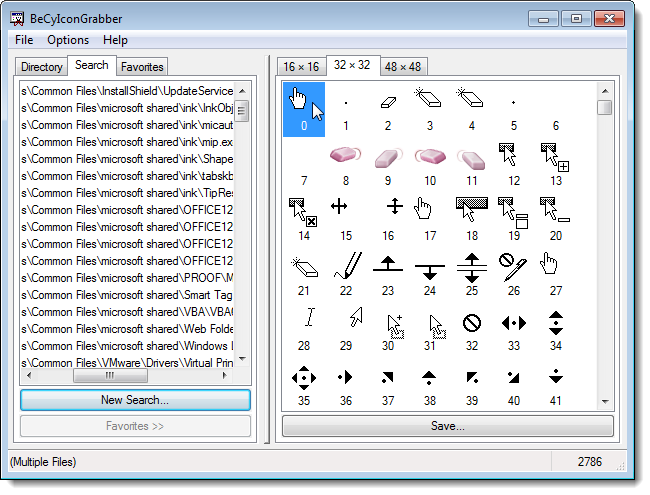 BeCyIconGrabber
File Options Help
Directory Search Favorites
s\Common Files\InstallShield\UpdateService
s\Common Files\microsoft shared\ink\InkObj
s\Common Files\microsoft shared\ink\micaut
s\Common Files\microsoft shared\ink\mip.ex
s\Common Files\microsoft shared\ink\Shape
s\Common Files\microsoft shared\ink\tabskb
s\Common Files\microsoft shared\ink\TipRes
s\Common Files\microsoft shared\OFFICE12
s\Common Files\microsoft shared\OFFICE12
s\Common Files\microsoft shared\OFFICE12
s\Common Files\microsoft shared\OFFICE12
s\Common Files\microsoft shared\PROOF\M
s\Common Files\microsoft shared\Smart Tag
s\Common Files\microsoft shared\VBA\VBA6
s\Common Files\microsoft shared\Web Folde
s\Common Files\microsoft shared\Windows L
s\Common Files\VMware\Drivers\Virtual Print
New Search...
Favorites >>
16 × 16 32 × 32 48 × 48
0 1 2 3 4 5 6
7 8 9 10 11 12 13
14 15 16 17 18 19 20
21 22 23 24 25 26 27
28 29 30 31 32 33 34
35 36 37 38 39 40 41
Save...
(Multiple Files) 2786